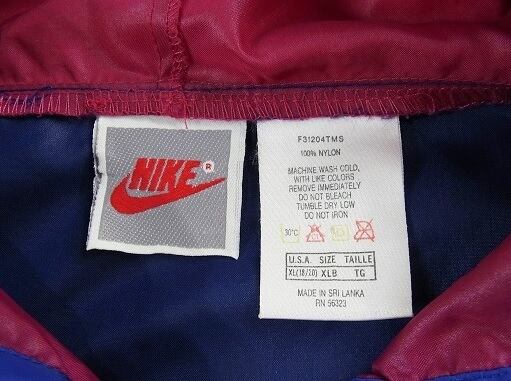 NIKE ®
F31204TMS
100% NYLON
MACHINE WASH COLD,
WITH LIKE COLORS
REMOVE IMMEDIATELY
DO NOT BLEACH
TUMBLE DRY LOW
DO NOT IRON
30°C CL
U.S.A. SIZE TAILLE
XL(18/20) XLB TG
MADE IN SRI LANKA
RN 56323